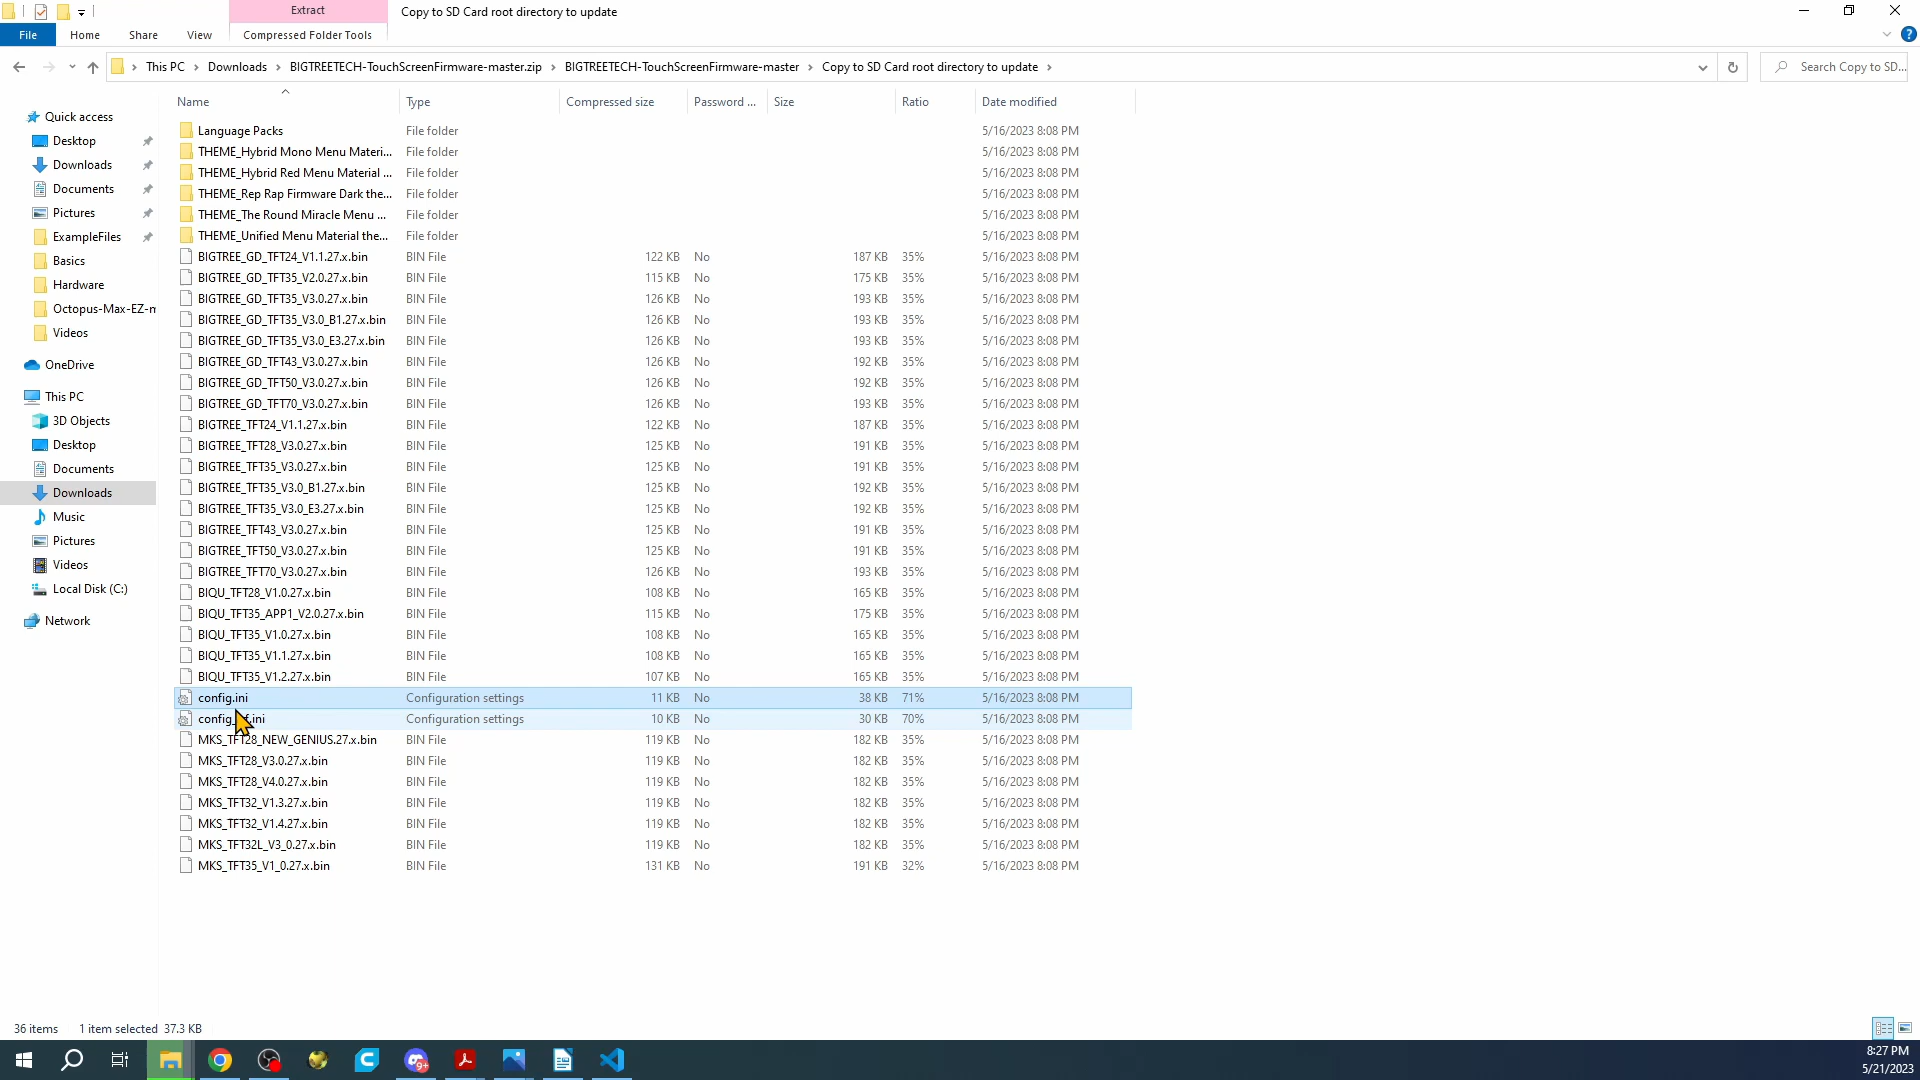 Extract
Copy to SD Card root directory to update
File Home Share View Compressed Folder Tools
This PC Downloads BIGTREETECH-TouchScreenFirmware-master.zip BIGTREETECH-TouchScreenFirmware-master Copy to SD Card root directory to update
Search Copy to SD...
Name Type Compressed size Password ... Size Ratio Date modified
Quick access
Desktop
Downloads
Documents
Pictures
ExampleFiles
Basics
Hardware
Octopus-Max-EZ-m
Videos
OneDrive
This PC
3D Objects
Desktop
Documents
Downloads
Music
Pictures
Videos
Local Disk (C:)
Network
Language Packs File folder 5/16/2023 8:08 PM
THEME_Hybrid Mono Menu Materi... File folder 5/16/2023 8:08 PM
THEME_Hybrid Red Menu Material ... File folder 5/16/2023 8:08 PM
THEME_Rep Rap Firmware Dark the... File folder 5/16/2023 8:08 PM
THEME_The Round Miracle Menu ... File folder 5/16/2023 8:08 PM
THEME_Unified Menu Material the... File folder 5/16/2023 8:08 PM
BIGTREE_GD_TFT24_V1.1.27.x.bin BIN File 122 KB No 187 KB 35% 5/16/2023 8:08 PM
BIGTREE_GD_TFT35_V2.0.27.x.bin BIN File 115 KB No 175 KB 35% 5/16/2023 8:08 PM
BIGTREE_GD_TFT35_V3.0.27.x.bin BIN File 126 KB No 193 KB 35% 5/16/2023 8:08 PM
BIGTREE_GD_TFT35_V3.0_B1.27.x.bin BIN File 126 KB No 193 KB 35% 5/16/2023 8:08 PM
BIGTREE_GD_TFT35_V3.0_E3.27.x.bin BIN File 126 KB No 193 KB 35% 5/16/2023 8:08 PM
BIGTREE_GD_TFT43_V3.0.27.x.bin BIN File 126 KB No 192 KB 35% 5/16/2023 8:08 PM
BIGTREE_GD_TFT50_V3.0.27.x.bin BIN File 126 KB No 192 KB 35% 5/16/2023 8:08 PM
BIGTREE_GD_TFT70_V3.0.27.x.bin BIN File 126 KB No 193 KB 35% 5/16/2023 8:08 PM
BIGTREE_TFT24_V1.1.27.x.bin BIN File 122 KB No 187 KB 35% 5/16/2023 8:08 PM
BIGTREE_TFT28_V3.0.27.x.bin BIN File 125 KB No 191 KB 35% 5/16/2023 8:08 PM
BIGTREE_TFT35_V3.0.27.x.bin BIN File 125 KB No 191 KB 35% 5/16/2023 8:08 PM
BIGTREE_TFT35_V3.0_B1.27.x.bin BIN File 125 KB No 192 KB 35% 5/16/2023 8:08 PM
BIGTREE_TFT35_V3.0_E3.27.x.bin BIN File 125 KB No 192 KB 35% 5/16/2023 8:08 PM
BIGTREE_TFT43_V3.0.27.x.bin BIN File 125 KB No 191 KB 35% 5/16/2023 8:08 PM
BIGTREE_TFT50_V3.0.27.x.bin BIN File 125 KB No 191 KB 35% 5/16/2023 8:08 PM
BIGTREE_TFT70_V3.0.27.x.bin BIN File 126 KB No 193 KB 35% 5/16/2023 8:08 PM
BIQU_TFT28_V1.0.27.x.bin BIN File 108 KB No 165 KB 35% 5/16/2023 8:08 PM
BIQU_TFT35_APP1_V2.0.27.x.bin BIN File 115 KB No 175 KB 35% 5/16/2023 8:08 PM
BIQU_TFT35_V1.0.27.x.bin BIN File 108 KB No 165 KB 35% 5/16/2023 8:08 PM
BIQU_TFT35_V1.1.27.x.bin BIN File 108 KB No 165 KB 35% 5/16/2023 8:08 PM
BIQU_TFT35_V1.2.27.x.bin BIN File 107 KB No 165 KB 35% 5/16/2023 8:08 PM
config.ini Configuration settings 11 KB No 38 KB 71% 5/16/2023 8:08 PM
Configuration settings 10 KB No 30 KB 70% 5/16/2023 8:08 PM
MKS_TFT28_NEW_GENIUS.27.x.bin BIN File 119 KB No 182 KB 35% 5/16/2023 8:08 PM
MKS_TFT28_V3.0.27.x.bin BIN File 119 KB No 182 KB 35% 5/16/2023 8:08 PM
MKS_TFT28_V4.0.27.x.bin BIN File 119 KB No 182 KB 35% 5/16/2023 8:08 PM
MKS_TFT32_V1.3.27.x.bin BIN File 119 KB No 182 KB 35% 5/16/2023 8:08 PM
MKS_TFT32_V1.4.27.x.bin BIN File 119 KB No 182 KB 35% 5/16/2023 8:08 PM
MKS_TFT32L_V3_0.27.x.bin BIN File 119 KB No 182 KB 35% 5/16/2023 8:08 PM
MKS_TFT35_V1_0.27.x.bin BIN File 131 KB No 191 KB 32% 5/16/2023 8:08 PM
36 items 1 item selected 37.3 KB
9+
8:27 PM
5/21/2023